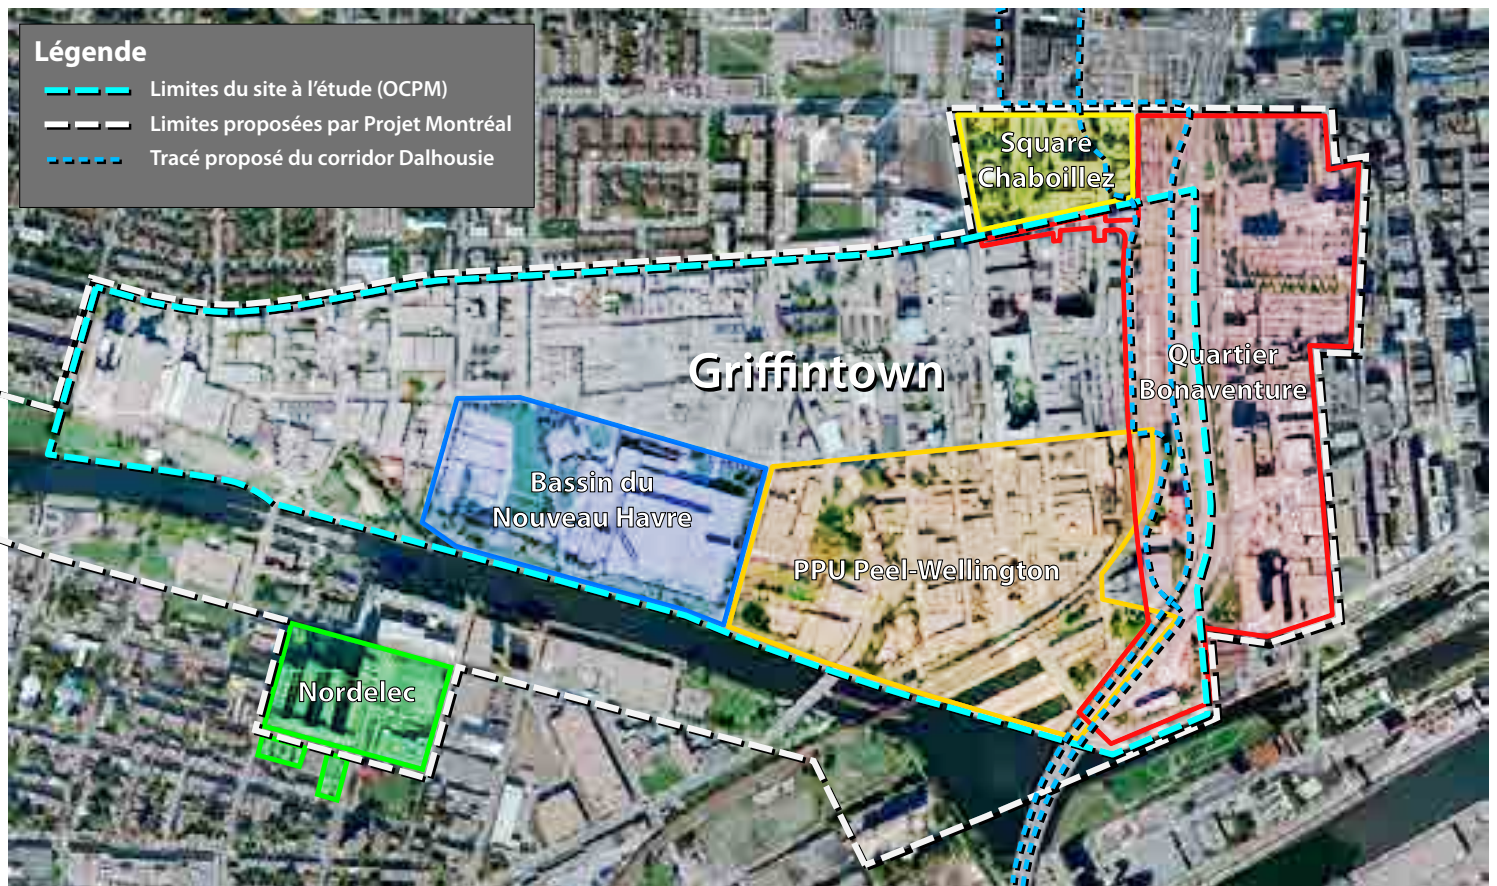 Légende
Limites du site à l'étude (OCPM)
Limites proposées par Projet Montréal
Tracé proposé du corridor Dalhousie
Square
Chaboillez
Griffintown
Quartier
Bonaventure
Bassin du
Nouveau Havre
PPU Peel-Wellington
Nordelec